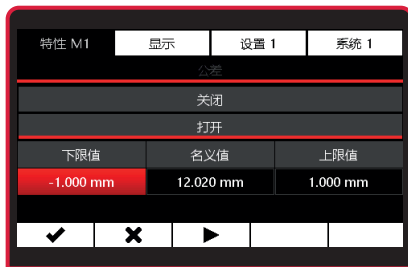 特性 M1 显示 设置 1 系统 1
公差
关闭
打开
下限值 名义值 上限值
-1.000 mm 12.020 mm 1.000 mm